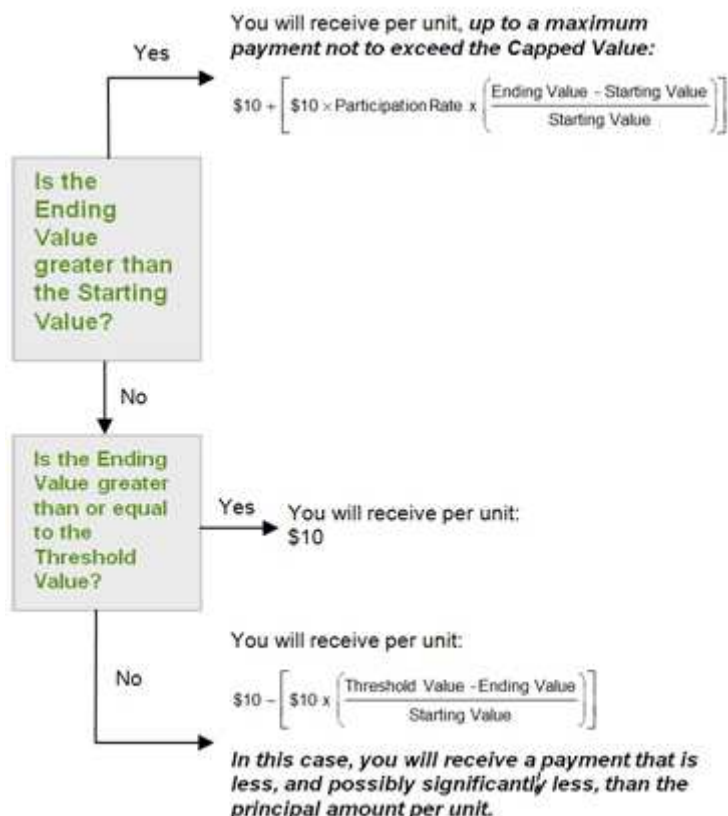 You will receive per unit, up to a maximum
payment not to exceed the Capped Value:
Yes
$10 + [ $10 × Participation Rate x ( Ending Value - Starting Value / Starting Value ) ]
Is the
Ending
Value
greater than
the Starting
Value?
No
Is the Ending
Value greater
than or equal
to the
Threshold
Value?
Yes
You will receive per unit:
$10
No
You will receive per unit:
$10 − [ $10 x ( Threshold Value - Ending Value / Starting Value ) ]
In this case, you will receive a payment that is
less, and possibly significantly less, than the
principal amount per unit.